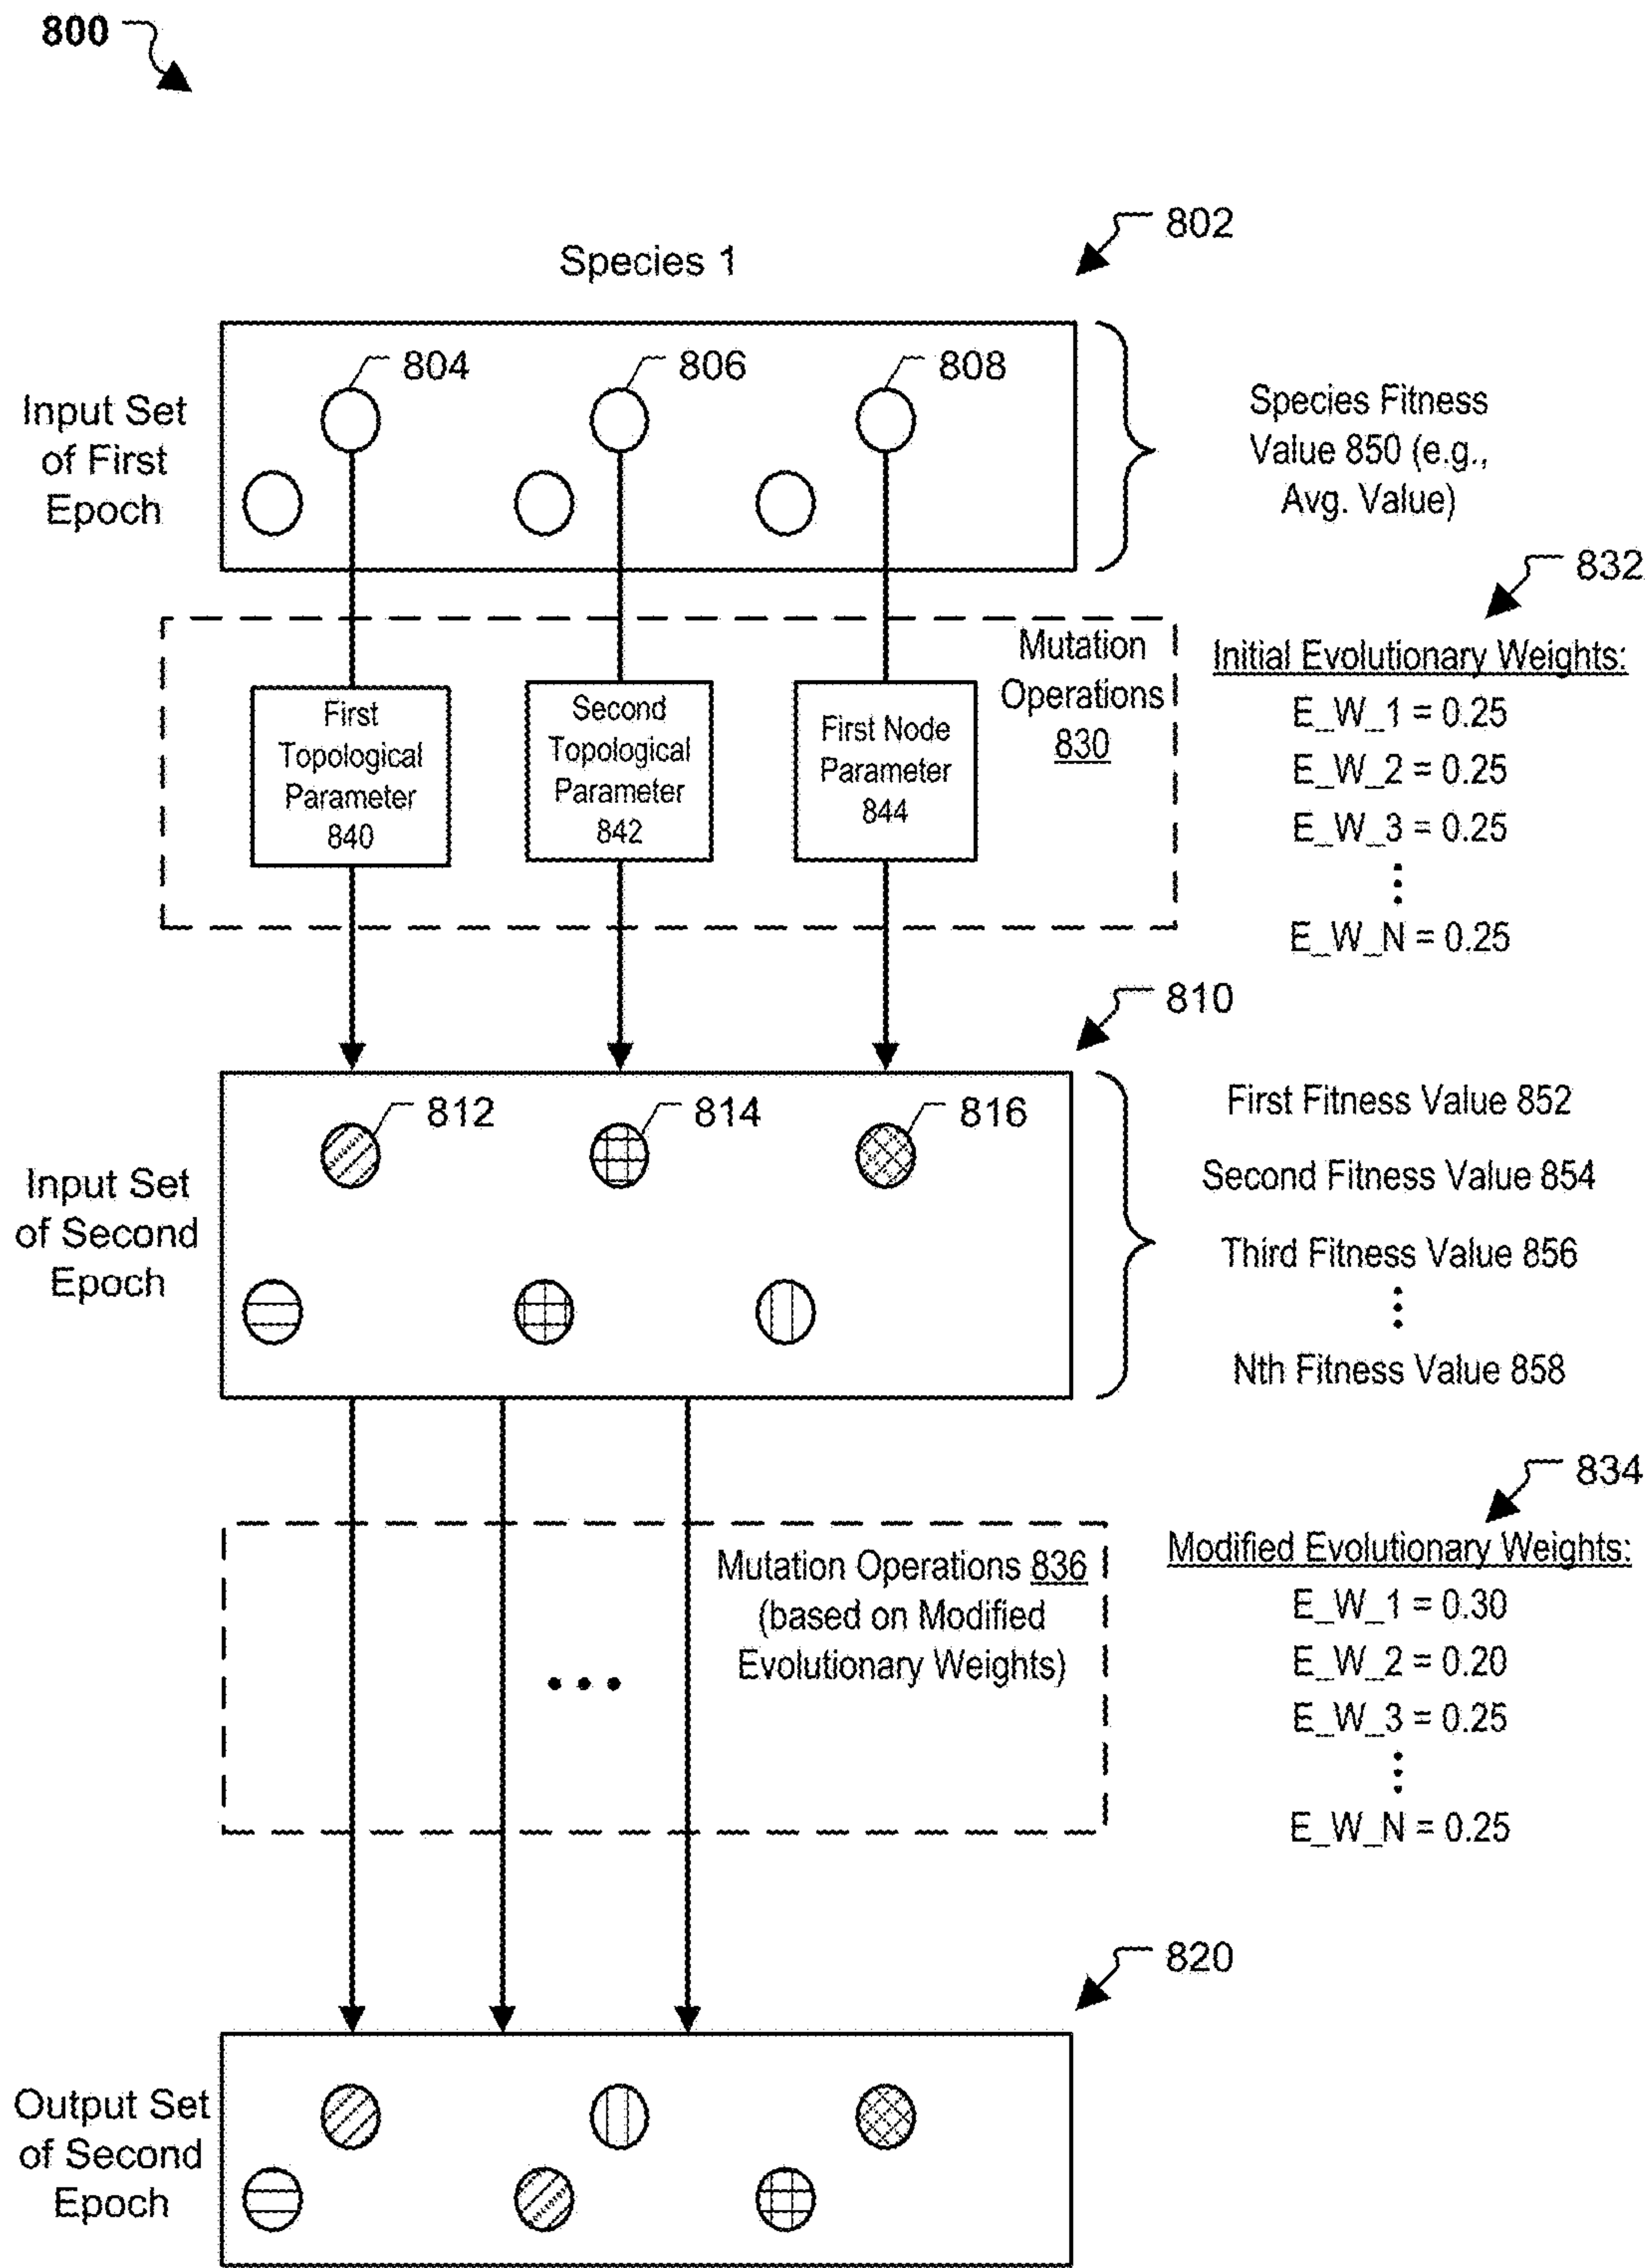 800
802
Species 1
804
806
808
Input Set
of First
Epoch
Species Fitness
Value 850 (e.g.,
Avg. Value)
832
Mutation
Operations
830
Initial Evolutionary Weights:
E_W_1 = 0.25
E_W_2 = 0.25
E_W_3 = 0.25
E_W_N = 0.25
First
Topological
Parameter
840
Second
Topological
Parameter
842
First Node
Parameter
844
810
812
814
816
Input Set
of Second
Epoch
First Fitness Value 852
Second Fitness Value 854
Third Fitness Value 856
Nth Fitness Value 858
834
Mutation Operations 836
(based on Modified
Evolutionary Weights)
Modified Evolutionary Weights:
E_W_1 = 0.30
E_W_2 = 0.20
E_W_3 = 0.25
E_W_N = 0.25
820
Output Set
of Second
Epoch